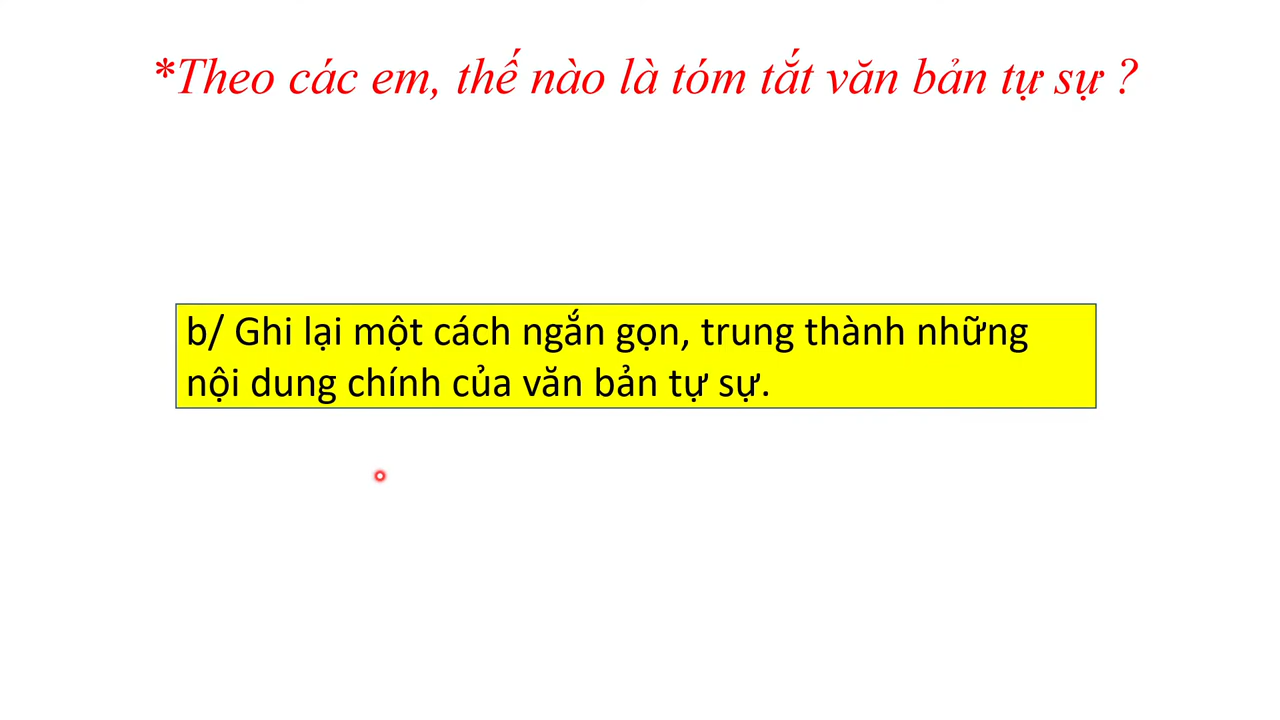 *Theo các em, thế nào là tóm tắt văn bản tự sự ?
b/ Ghi lại một cách ngắn gọn, trung thành những
nội dung chính của văn bản tự sự.